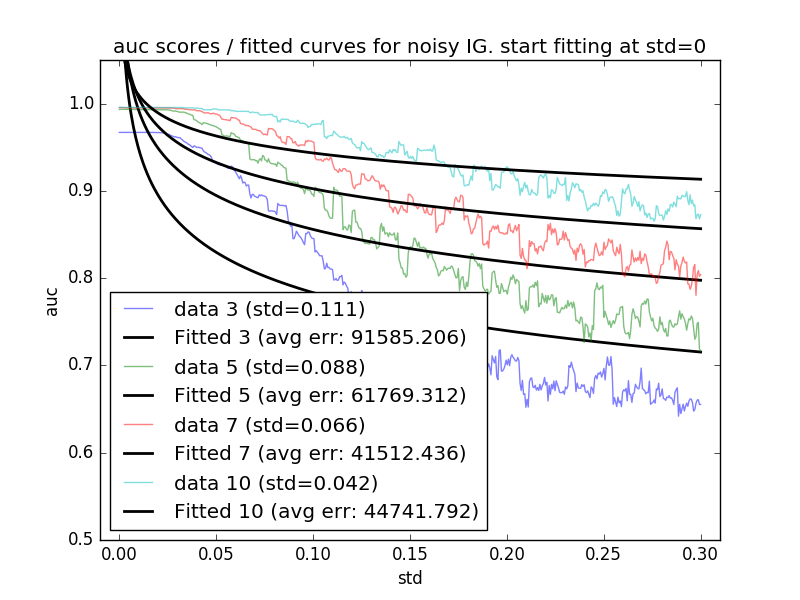 auc scores / fitted curves for noisy IG. start fitting at std=0
1.0
0.9
0.8
0.7
0.6
0.5
auc
data 3 (std=0.111)
Fitted 3 (avg err: 91585.206)
data 5 (std=0.088)
Fitted 5 (avg err: 61769.312)
data 7 (std=0.066)
Fitted 7 (avg err: 41512.436)
data 10 (std=0.042)
Fitted 10 (avg err: 44741.792)
0.00 0.05 0.10 0.15 0.20 0.25 0.30
std